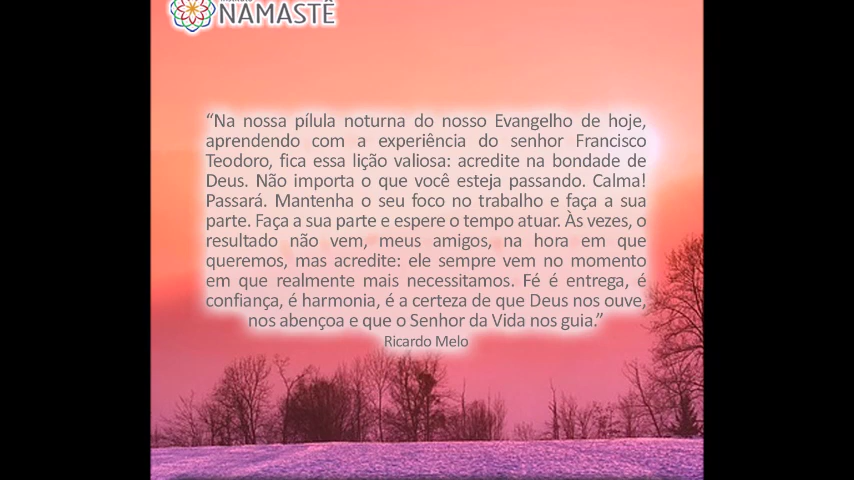 NAMASTÊ
“Na nossa pílula noturna do nosso Evangelho de hoje,
aprendendo com a experiência do senhor Francisco
Teodoro, fica essa lição valiosa: acredite na bondade de
Deus. Não importa o que você esteja passando. Calma!
Passará. Mantenha o seu foco no trabalho e faça a sua
parte. Faça a sua parte e espere o tempo atuar. Às vezes, o
resultado não vem, meus amigos, na hora em que
queremos, mas acredite: ele sempre vem no momento
em que realmente mais necessitamos. Fé é entrega, é
confiança, é harmonia, é a certeza de que Deus nos ouve,
nos abençoa e que o Senhor da Vida nos guia.”
Ricardo Melo